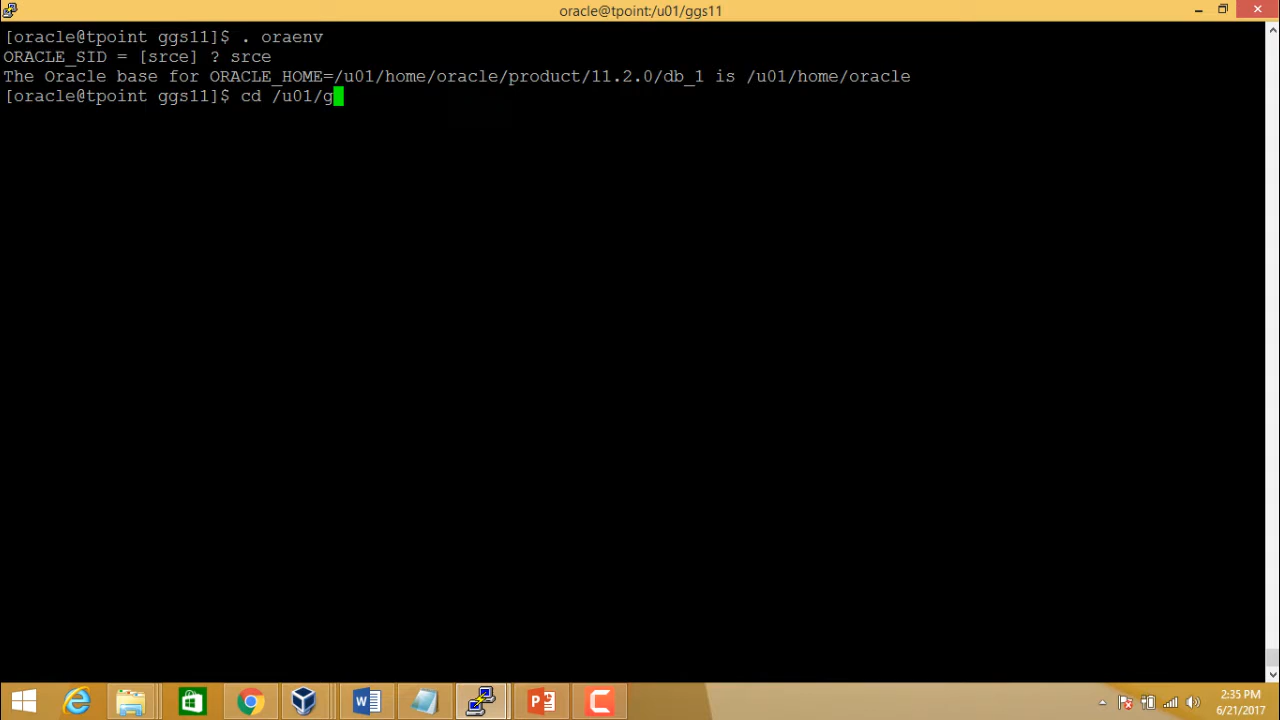 oracle@tpoint:/u01/ggs11
[oracle@tpoint ggs11]$ . oraenv
ORACLE_SID = [srce] ? srce
The Oracle base for ORACLE_HOME=/u01/home/oracle/product/11.2.0/db_1 is /u01/home/oracle
[oracle@tpoint ggs11]$ cd /u01/g
2:35 PM
6/21/2017